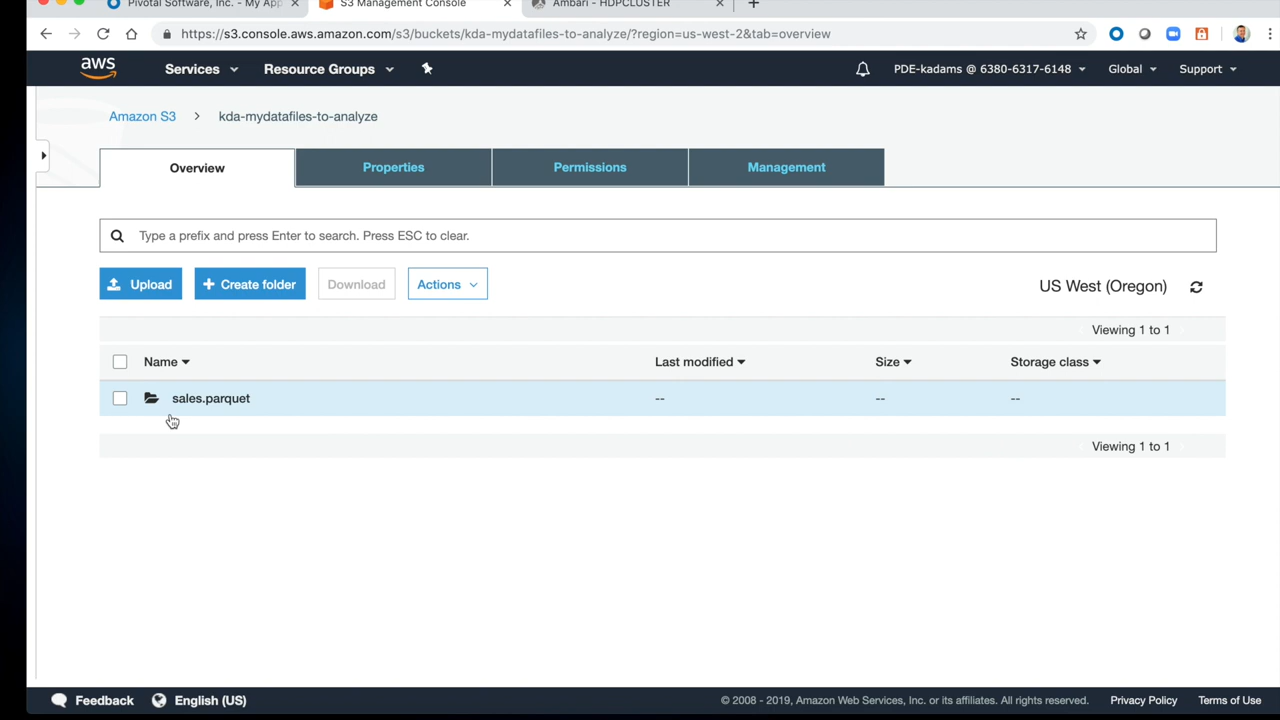 Pivotal Software, Inc. - My App
S3 Management Console
Ambari - HDPCLUSTER
https://s3.console.aws.amazon.com/s3/buckets/kda-mydatafiles-to-analyze/?region=us-west-2&tab=overview
aws Services Resource Groups PDE-kadams @ 6380-6317-6148 Global Support
Amazon S3 > kda-mydatafiles-to-analyze
Overview Properties Permissions Management
Type a prefix and press Enter to search. Press ESC to clear.
Upload + Create folder Download Actions US West (Oregon)
Viewing 1 to 1
Name Last modified Size Storage class
sales.parquet -- -- --
Viewing 1 to 1
Feedback English (US) © 2008 - 2019, Amazon Web Services, Inc. or its affiliates. All rights reserved. Privacy Policy Terms of Use